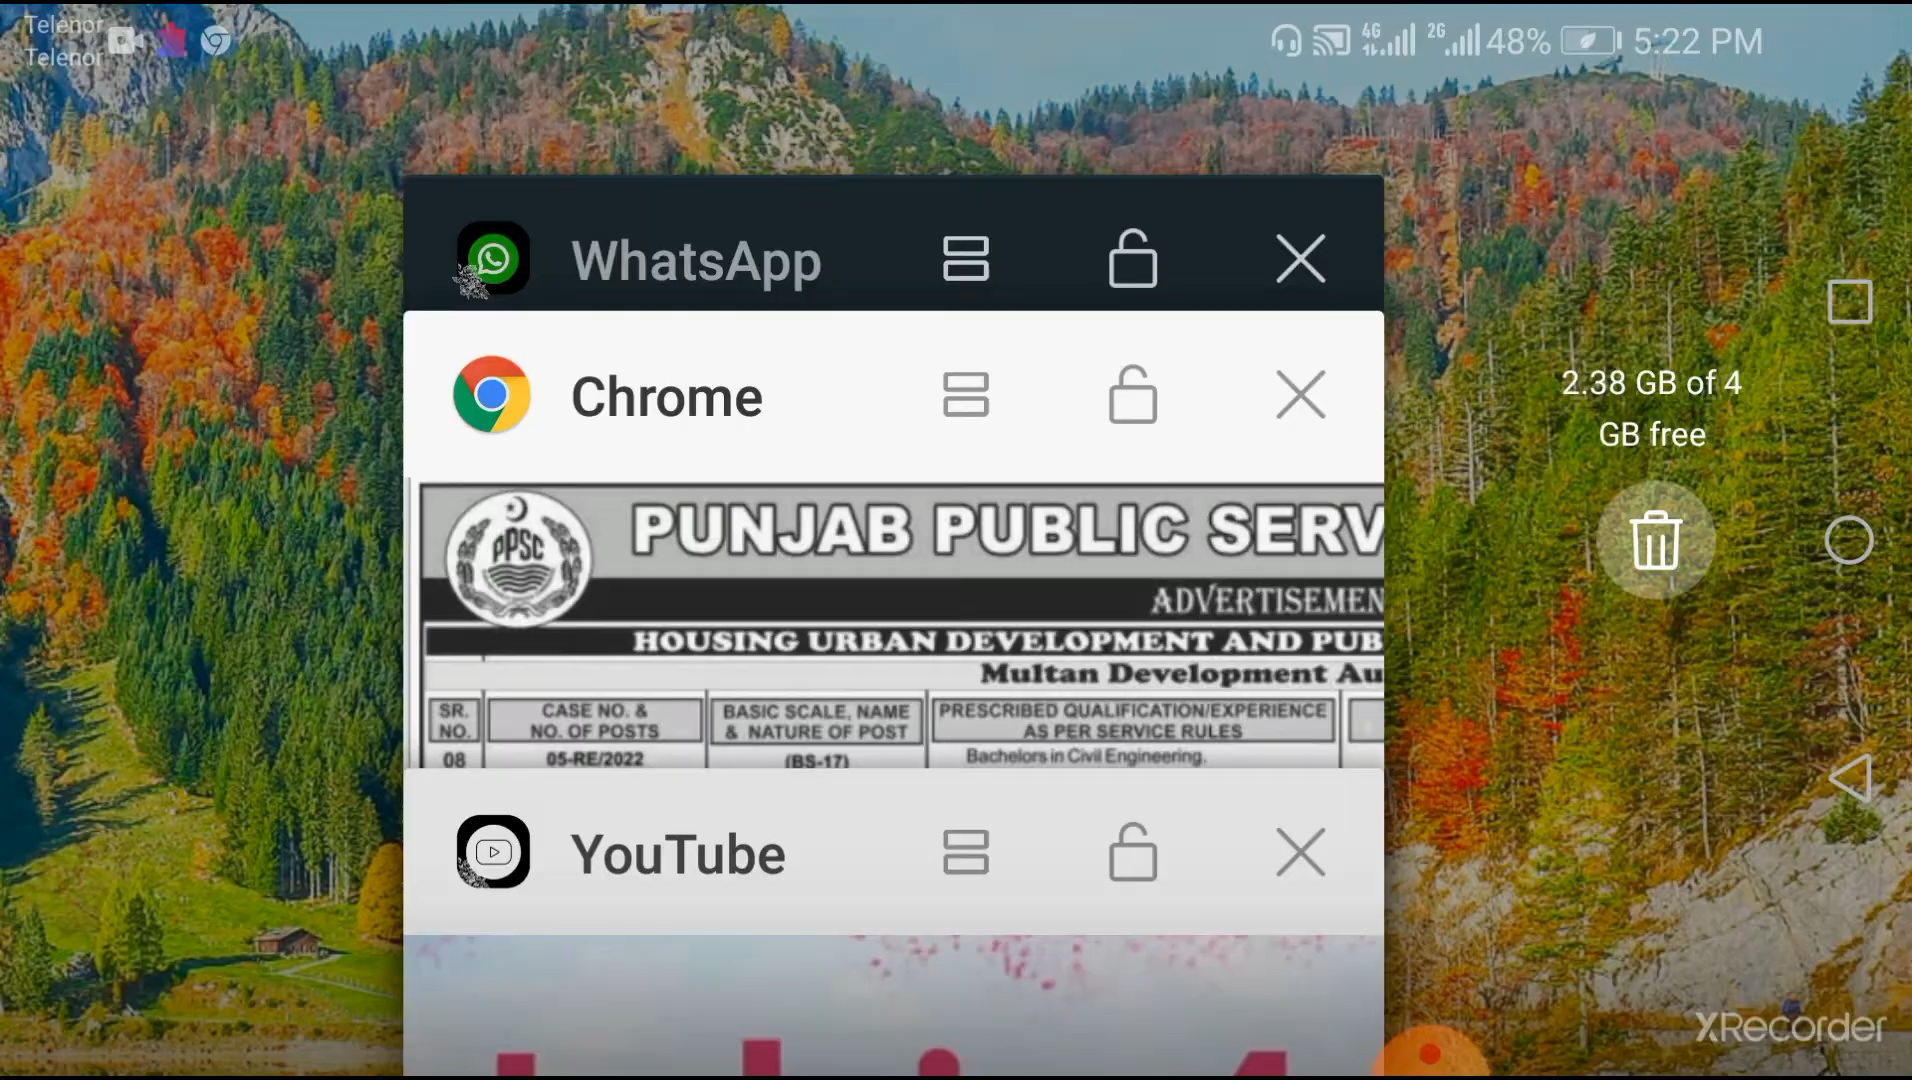 Telenor
Telenor
4G 2G 48% 5:22 PM
WhatsApp
Chrome
2.38 GB of 4
GB free
PPSC
PUNJAB PUBLIC SERV
ADVERTISEMEN
HOUSING URBAN DEVELOPMENT AND PUB
Multan Development Au
SR. NO.
CASE NO. & NO. OF POSTS
BASIC SCALE, NAME & NATURE OF POST
PRESCRIBED QUALIFICATION/EXPERIENCE AS PER SERVICE RULES
08 05-RE/2022 (BS-17) Bachelors in Civil Engineering.
YouTube
XRecorder